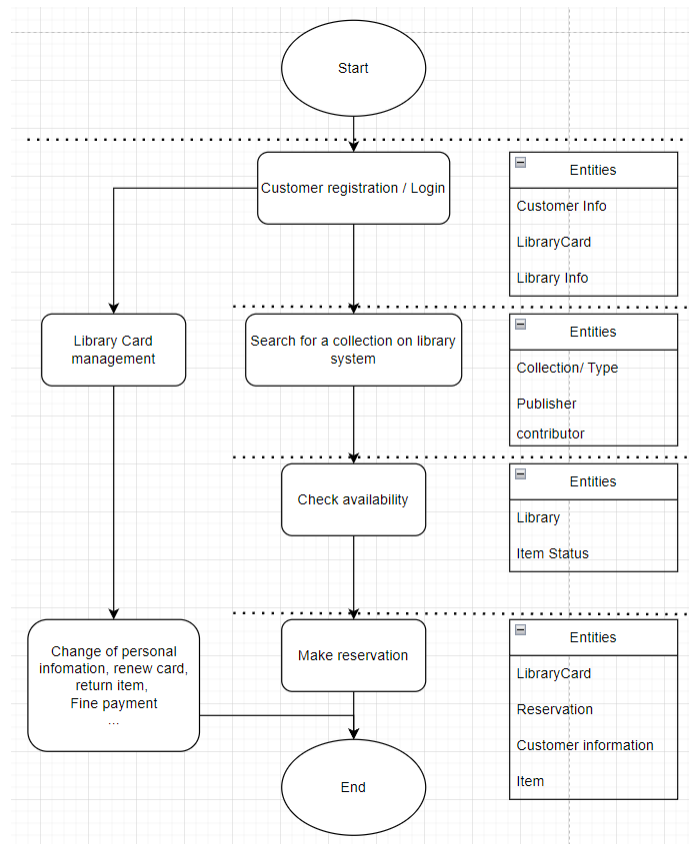 Start
Customer registration / Login
Entities
Customer Info
LibraryCard
Library Info
Library Card
management
Search for a collection on library
system
Entities
Collection/ Type
Publisher
contributor
Check availability
Entities
Library
Item Status
Change of personal
infomation, renew card,
return item,
Fine payment
...
Make reservation
Entities
LibraryCard
Reservation
Customer information
Item
End